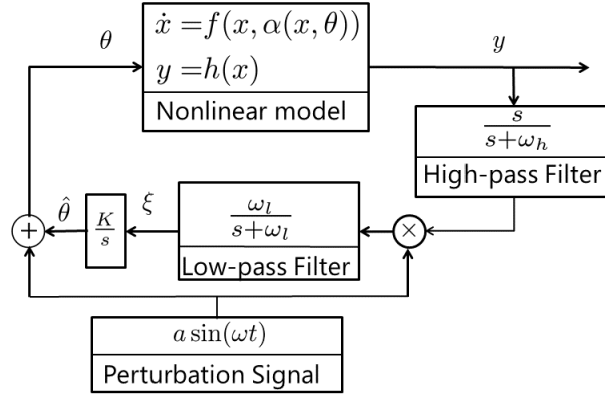 θ
ẋ =f(x, α(x, θ))
y =h(x)
Nonlinear model
y
s
s+ω_h
High-pass Filter
θ̂
K
s
ξ
ω_l
s+ω_l
Low-pass Filter
+
×
a sin(ωt)
Perturbation Signal